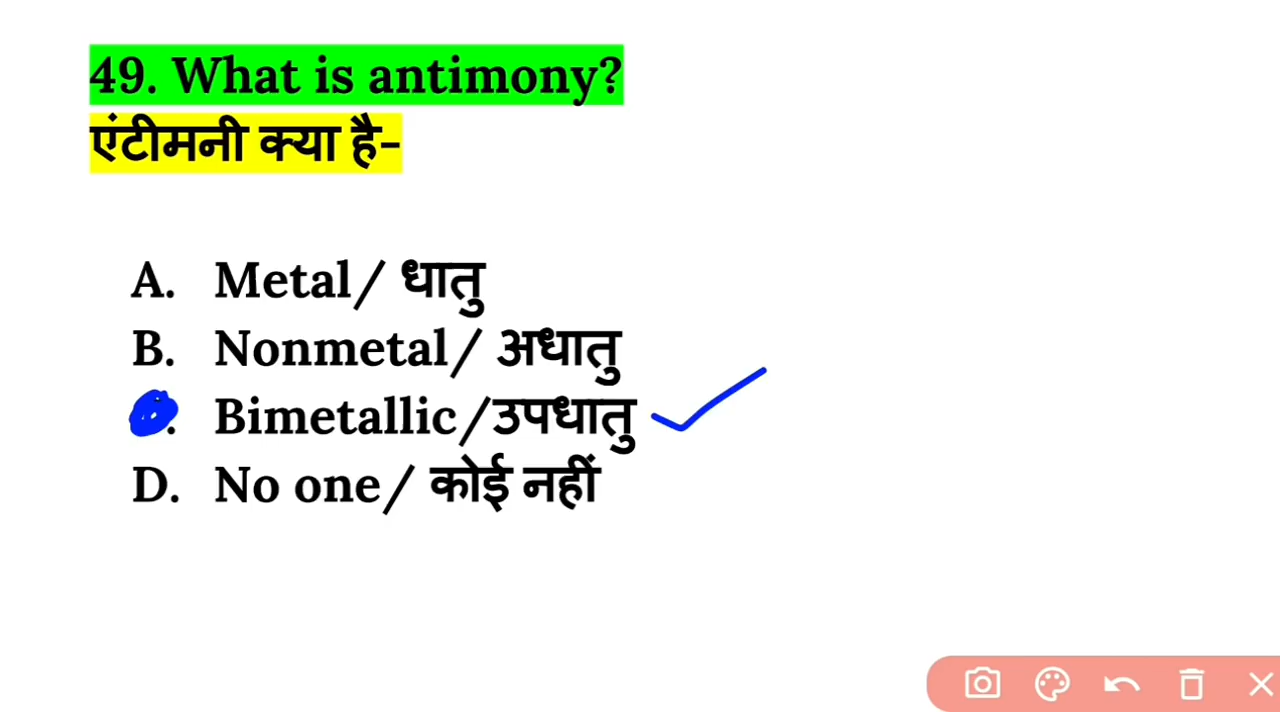 49. What is antimony?
एंटीमनी क्या है-
A. Metal/ धातु
B. Nonmetal/ अधातु
. Bimetallic/उपधातु
D. No one/ कोई नहीं